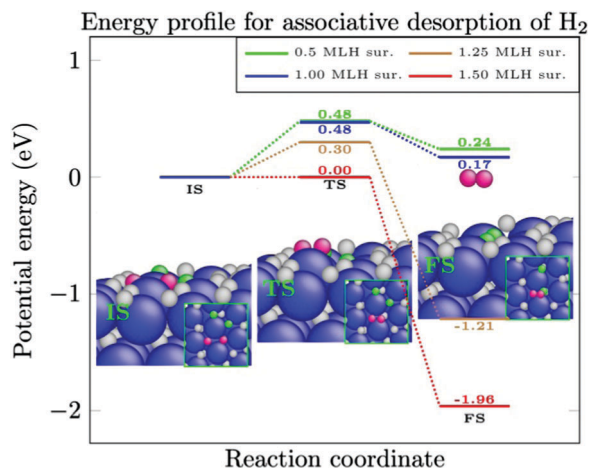 Energy profile for associative desorption of H₂
0.5 MLH sur.
1.25 MLH sur.
1.00 MLH sur.
1.50 MLH sur.
Potential energy (eV)
1
0
−1
−2
IS
0.48
0.48
0.30
0.00
TS
0.24
0.17
IS
TS
FS
-1.21
-1.96
FS
Reaction coordinate